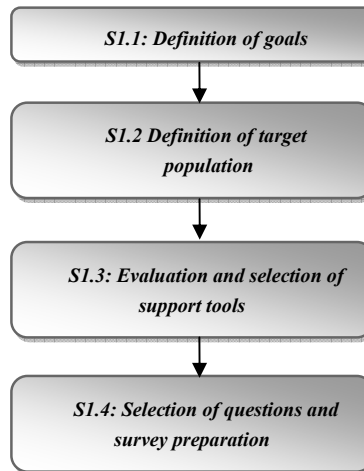 S1.1: Definition of goals
S1.2 Definition of target
population
S1.3: Evaluation and selection of
support tools
S1.4: Selection of questions and
survey preparation